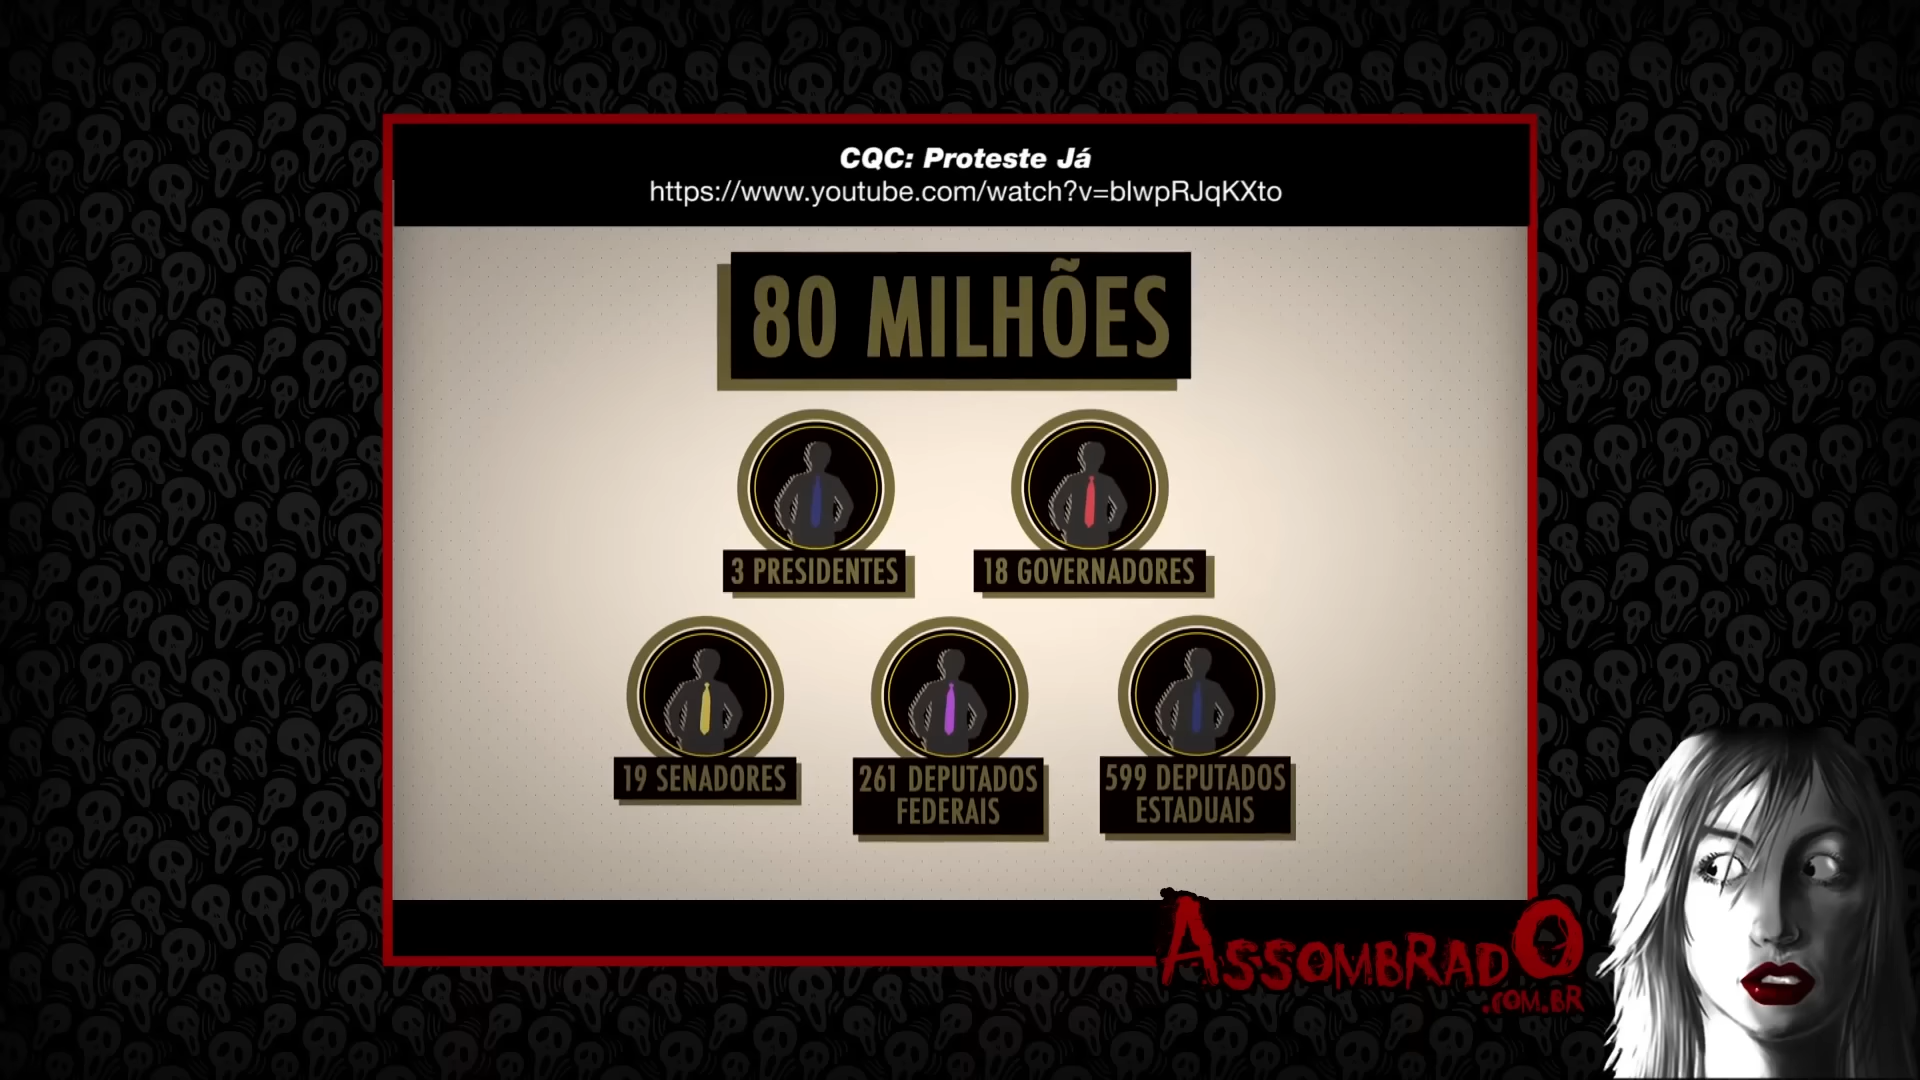 CQC: Proteste Já
https://www.youtube.com/watch?v=blwpRJqKXto
80 MILHÕES
3 PRESIDENTES
18 GOVERNADORES
19 SENADORES
261 DEPUTADOS
FEDERAIS
599 DEPUTADOS
ESTADUAIS
ASSOMBRADO
.COM.BR